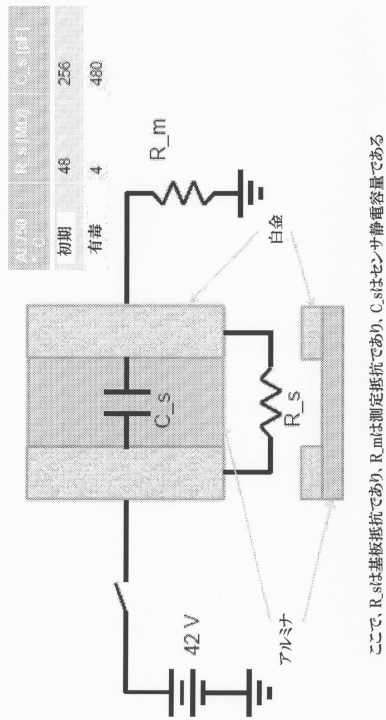 R_s [MΩ] C_s [pF]
初期 48 256
有毒 4 480
R_m
C_s
R_s
白金
42 V
アルミナ
ここで、R_sは基板抵抗であり、R_mは測定抵抗であり、C_sはセンサ静電容量である